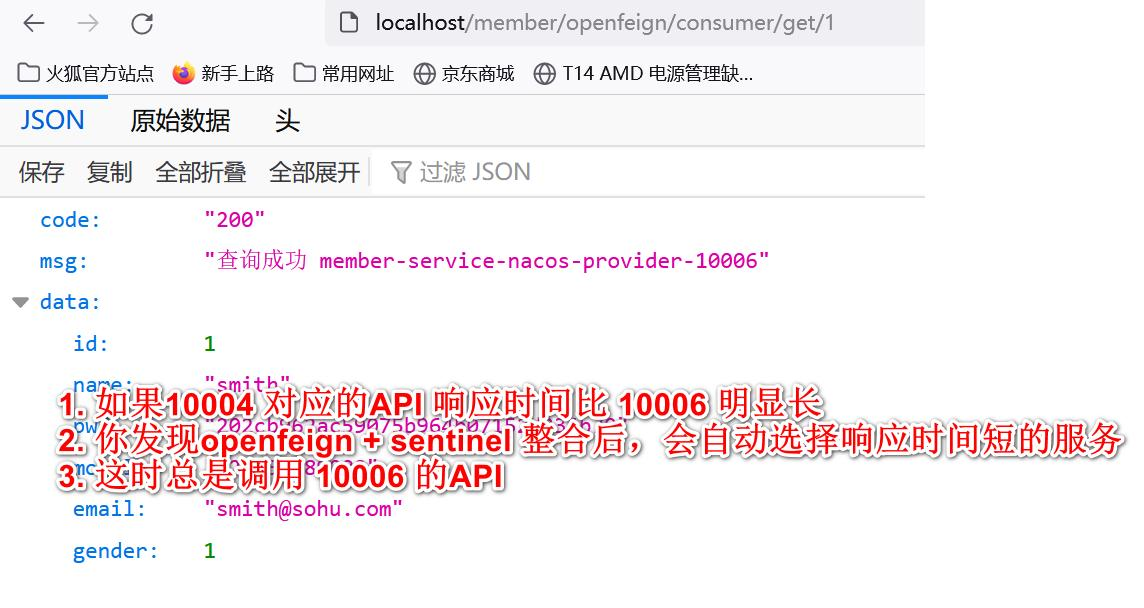 localhost/member/openfeign/consumer/get/1
火狐官方站点 新手上路 常用网址 京东商城 T14 AMD 电源管理缺...
JSON 原始数据 头
保存 复制 全部折叠 全部展开 过滤 JSON
code: "200"
msg: "查询成功 member-service-nacos-provider-10006"
data:
id: 1
name: "smith"
1. 如果10004 对应的API 响应时间比 10006 明显长
2. 你发现openfeign + sentinel 整合后，会自动选择响应时间短的服务
3. 这时总是调用 10006 的API
email: "smith@sohu.com"
gender: 1